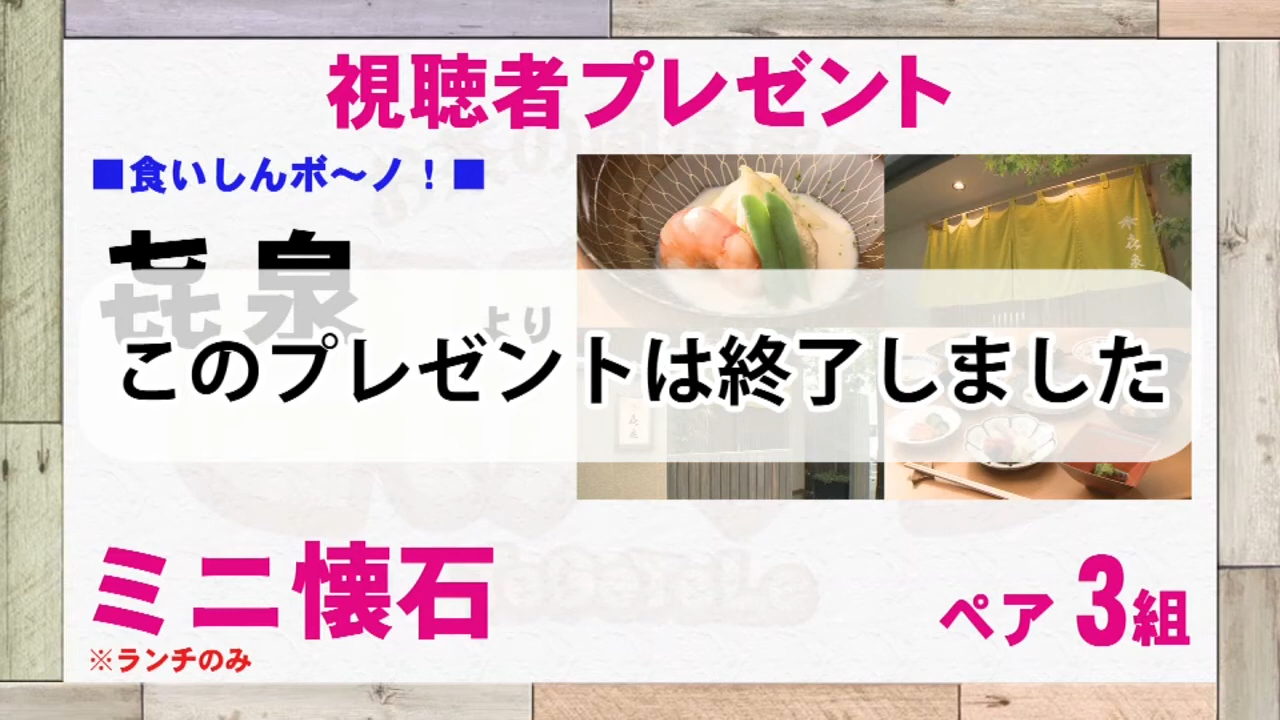 視聴者プレゼント
■食いしんボ～ノ！■
㐂泉
より
このプレゼントは終了しました
ミニ懐石
ペア3組
※ランチのみ